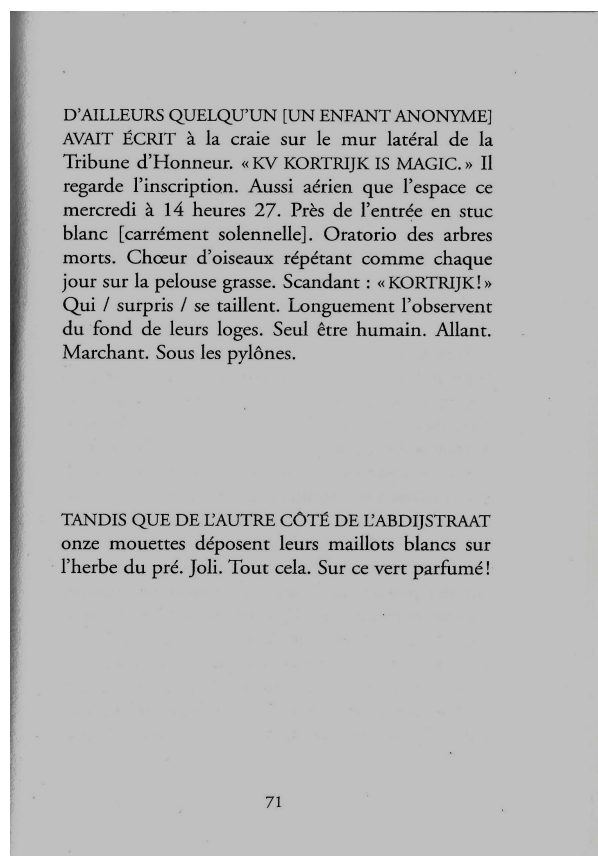 D'AILLEURS QUELQU'UN [UN ENFANT ANONYME]
AVAIT ÉCRIT à la craie sur le mur latéral de la
Tribune d'Honneur. « KV KORTRIJK IS MAGIC. » Il
regarde l'inscription. Aussi aérien que l'espace ce
mercredi à 14 heures 27. Près de l'entrée en stuc
blanc [carrément solennelle]. Oratorio des arbres
morts. Chœur d'oiseaux répétant comme chaque
jour sur la pelouse grasse. Scandant : « KORTRIJK ! »
Qui / surpris / se taillent. Longuement l'observent
du fond de leurs loges. Seul être humain. Allant.
Marchant. Sous les pylônes.
TANDIS QUE DE L'AUTRE CÔTÉ DE L'ABDIJSTRAAT
onze mouettes déposent leurs maillots blancs sur
l'herbe du pré. Joli. Tout cela. Sur ce vert parfumé !
71